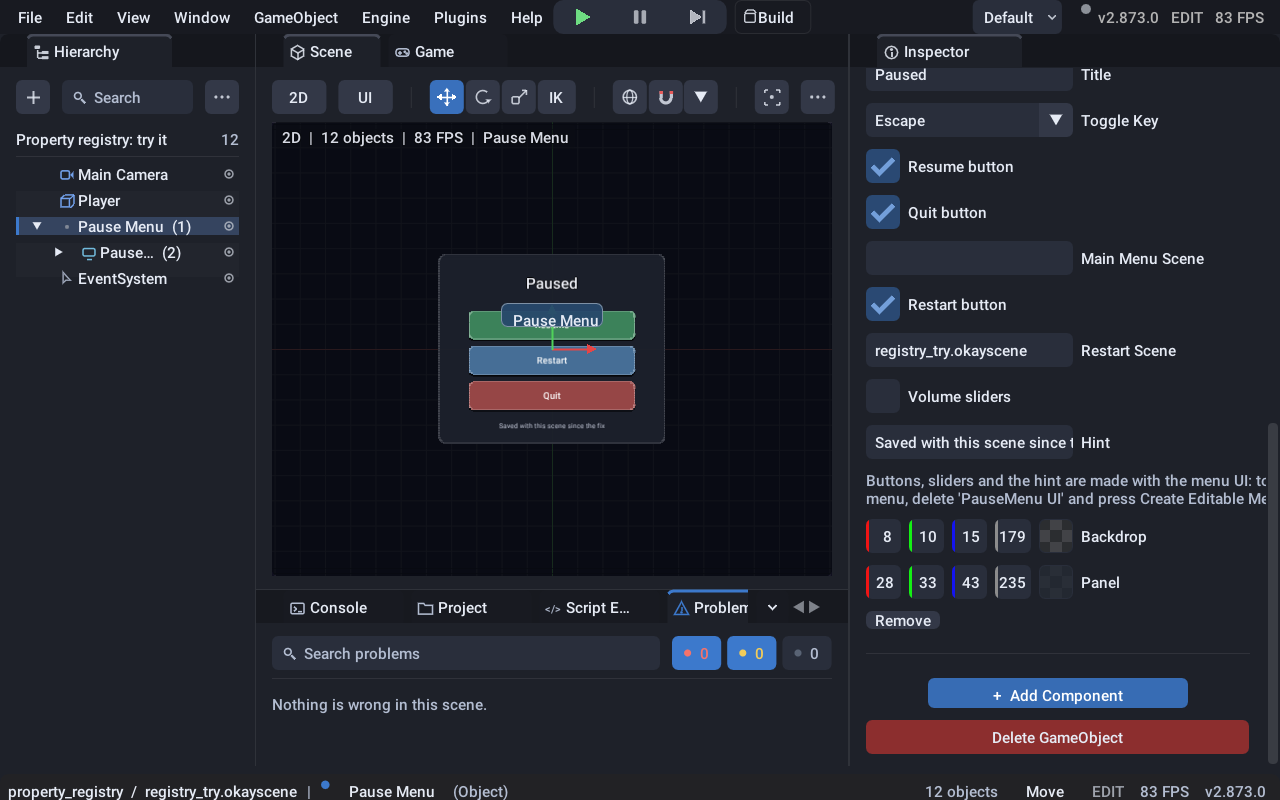 File Edit View Window GameObject Engine Plugins Help Build Default v2.873.0 EDIT 83 FPS
Hierarchy Scene Game Inspector
Search 2D UI IK
Paused Title
Escape Toggle Key
Property registry: try it 12
2D | 12 objects | 83 FPS | Pause Menu
Main Camera
Player
Pause Menu (1)
Pause... (2)
EventSystem
Paused
Pause Menu
Restart
Quit
Saved with this scene since the fix
Resume button
Quit button
Main Menu Scene
Restart button
registry_try.okayscene Restart Scene
Volume sliders
Saved with this scene since t Hint
Buttons, sliders and the hint are made with the menu UI: to
menu, delete 'PauseMenu UI' and press Create Editable Me
8 10 15 179 Backdrop
28 33 43 235 Panel
Remove
+ Add Component
Delete GameObject
Console Project Script E... Problem
Search problems 0 0 0
Nothing is wrong in this scene.
property_registry / registry_try.okayscene | Pause Menu (Object) 12 objects Move EDIT 83 FPS v2.873.0